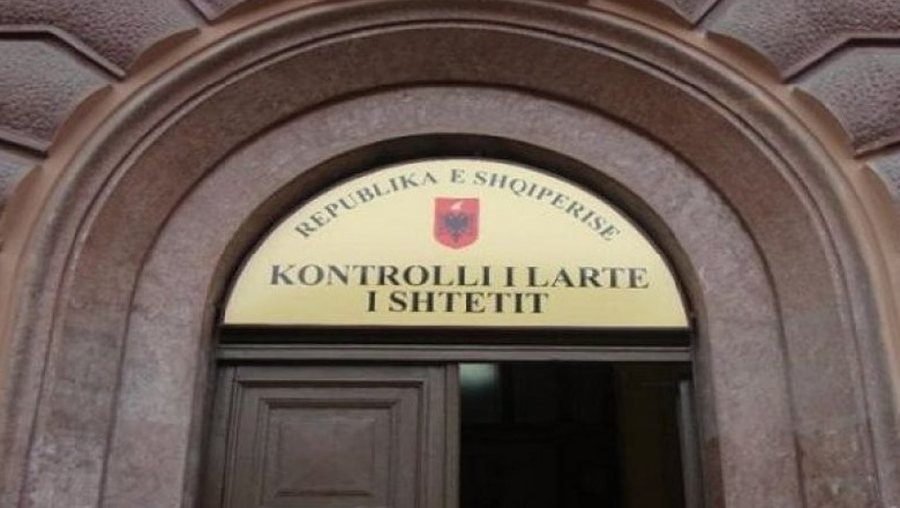 REPUBLIKA E SHQIPERISE
KONTROLLI I LARTE
I SHTETIT